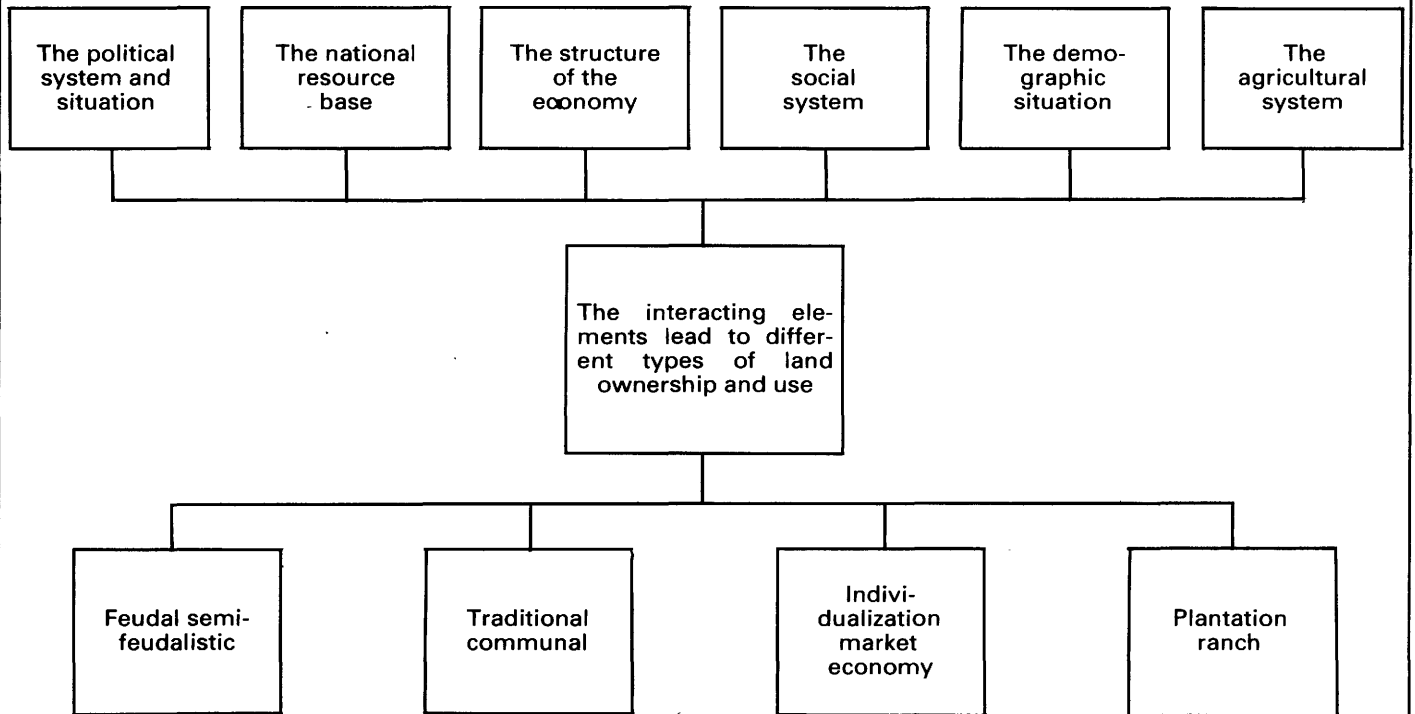 The political
system and
situation
The national
resource
base
The structure
of the
economy
The
social
system
The demo-
graphic
situation
The
agricultural
system
The interacting ele-
ments lead to differ-
ent types of land
ownership and use
Feudal semi-
feudalistic
Traditional
communal
Indivi-
dualization
market
economy
Plantation
ranch